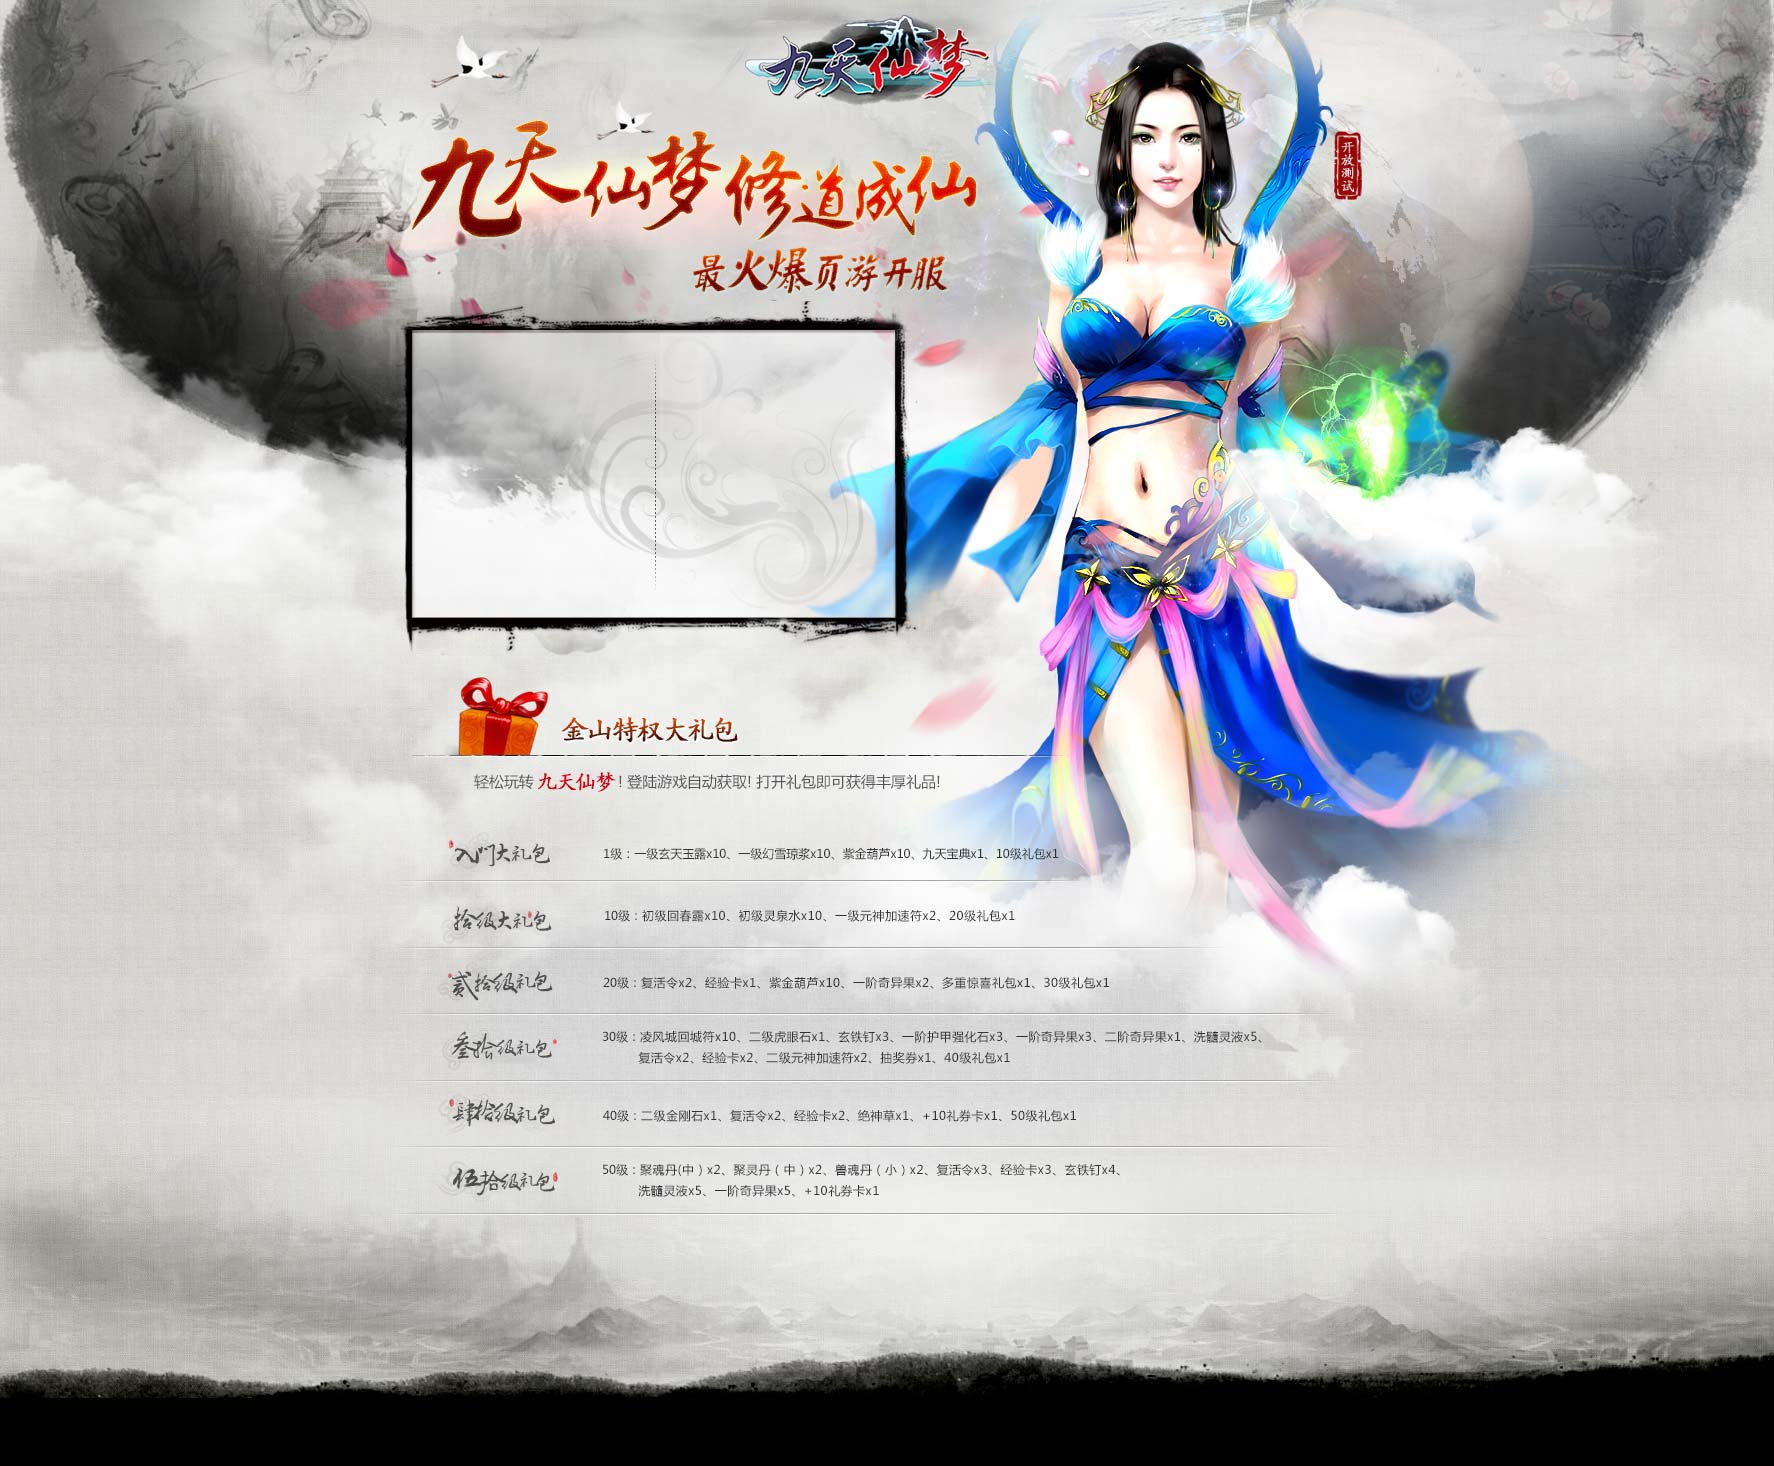 九天仙梦
九天仙梦 修道成仙
最火爆页游开服
开放测试
金山特权大礼包
轻松玩转 九天仙梦 ! 登陆游戏自动获取! 打开礼包即可获得丰厚礼品!
入门大礼包
1级：一级玄天玉露x10、一级幻雪琼浆x10、紫金葫芦x10、九天宝典x1、10级礼包x1
拾级大礼包
10级：初级回春露x10、初级灵泉水x10、一级元神加速符x2、20级礼包x1
贰拾级礼包
20级：复活令x2、经验卡x1、紫金葫芦x10、一阶奇异果x2、多重惊喜礼包x1、30级礼包x1
叁拾级礼包
30级：凌风城回城符x10、二级虎眼石x1、玄铁钉x3、一阶护甲强化石x3、一阶奇异果x3、二阶奇异果x1、洗髓灵液x5、
复活令x2、经验卡x2、二级元神加速符x2、抽奖券x1、40级礼包x1
肆拾级礼包
40级：二级金刚石x1、复活令x2、经验卡x2、绝神草x1、+10礼券卡x1、50级礼包x1
伍拾级礼包
50级：聚魂丹(中）x2、聚灵丹（中）x2、兽魂丹（小）x2、复活令x3、经验卡x3、玄铁钉x4、
洗髓灵液x5、一阶奇异果x5、+10礼券卡x1